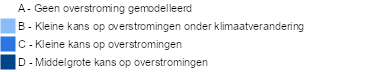 A - Geen overstroming gemodelleerd
B - Kleine kans op overstromingen onder klimaatverandering
C - Kleine kans op overstromingen
D - Middelgrote kans op overstromingen